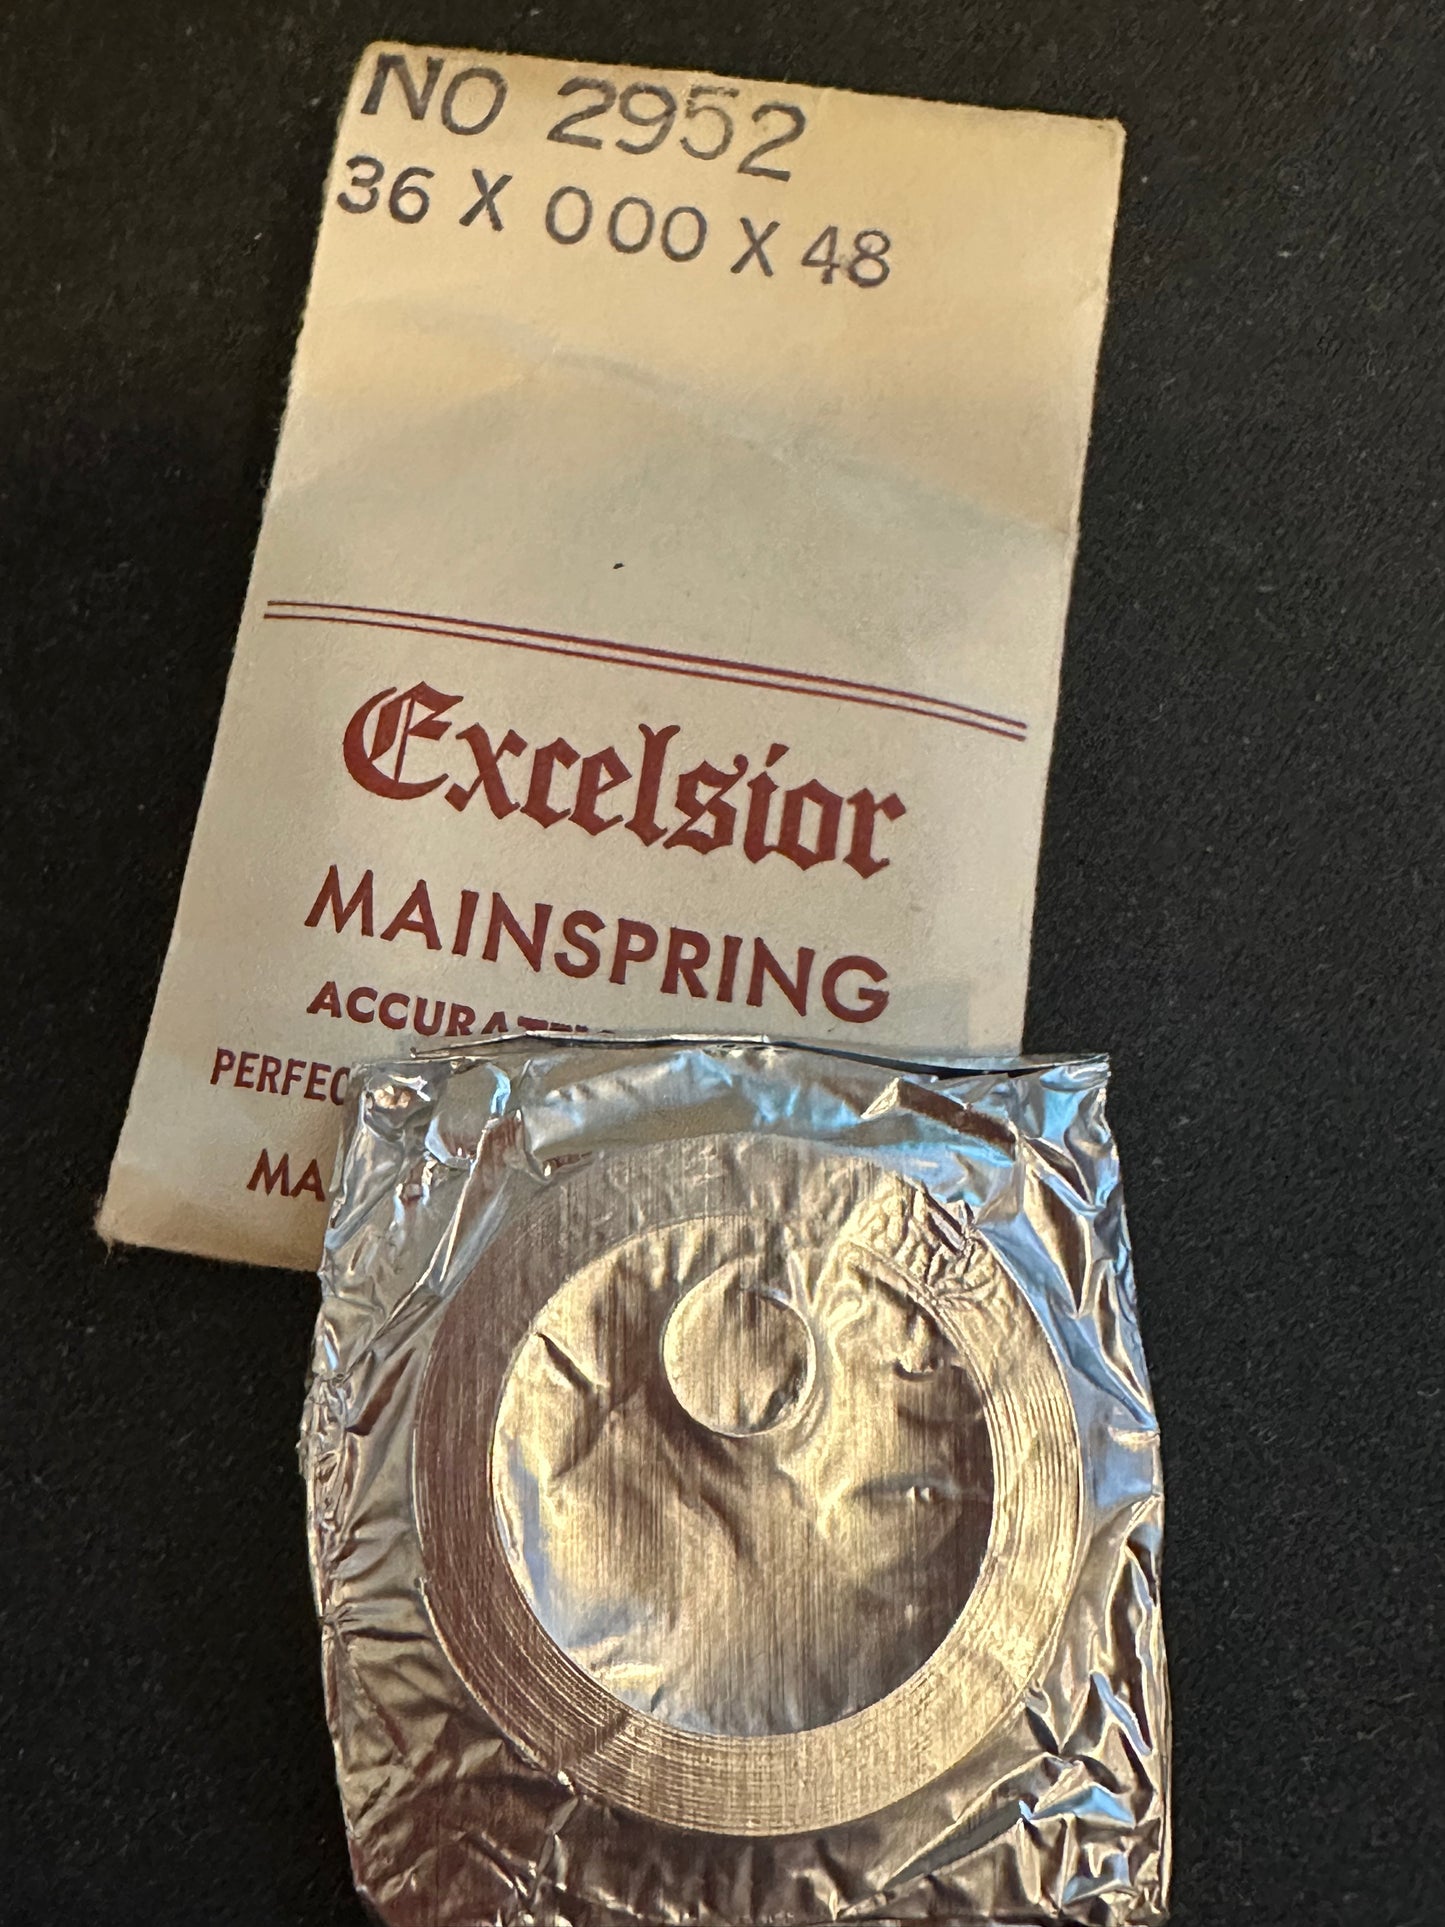 NO 2952
36 X 000 X 48
Excelsior
MAINSPRING